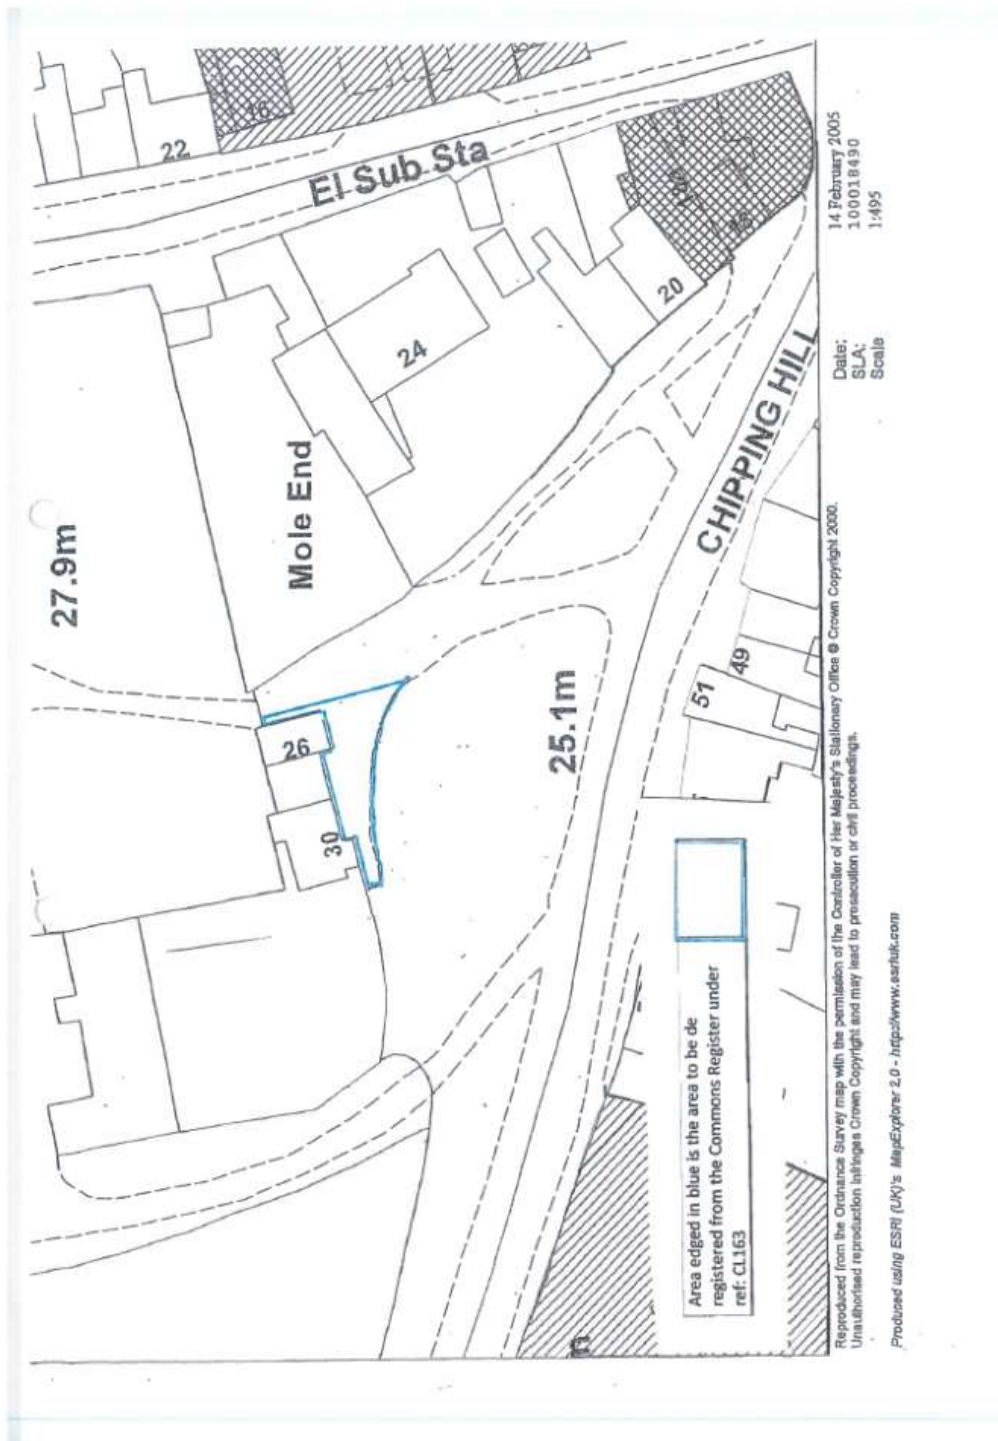 22
16
El Sub Sta
24
20
18
27.9m
Mole End
26
30
25.1m
CHIPPING HILL
51
49
Area edged in blue is the area to be de
registered from the Commons Register under
ref: CL163
Date: 14 February 2005
SLA: 100018490
Scale 1:495
Reproduced from the Ordnance Survey map with the permission of the Controller of Her Majesty's Stationary Office © Crown Copyright 2000.
Unauthorised reproduction infringes Crown Copyright and may lead to prosecution or civil proceedings.
Produced using ESRI (UK)'s MapExplorer 2.0 - http://www.esriuk.com